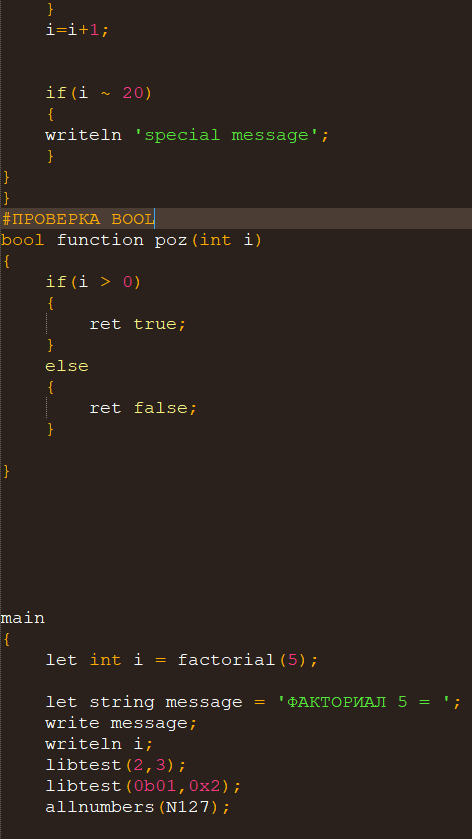 }
i=i+1;
if(i ~ 20)
{
writeln 'special message';
}
}
}
#ПРОВЕРКА BOOL
bool function poz(int i)
{
if(i > 0)
{
ret true;
}
else
{
ret false;
}
}
main
{
let int i = factorial(5);
let string message = 'ФАКТОРИАЛ 5 = ';
write message;
writeln i;
libtest(2,3);
libtest(0b01,0x2);
allnumbers(N127);